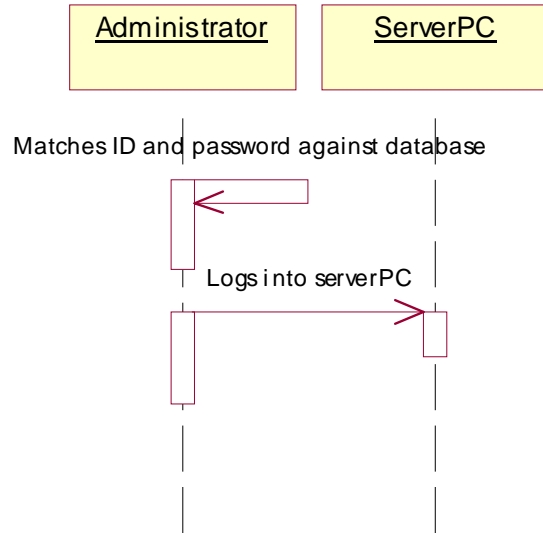 Administrator
ServerPC
Matches ID and password against database
Logs into serverPC